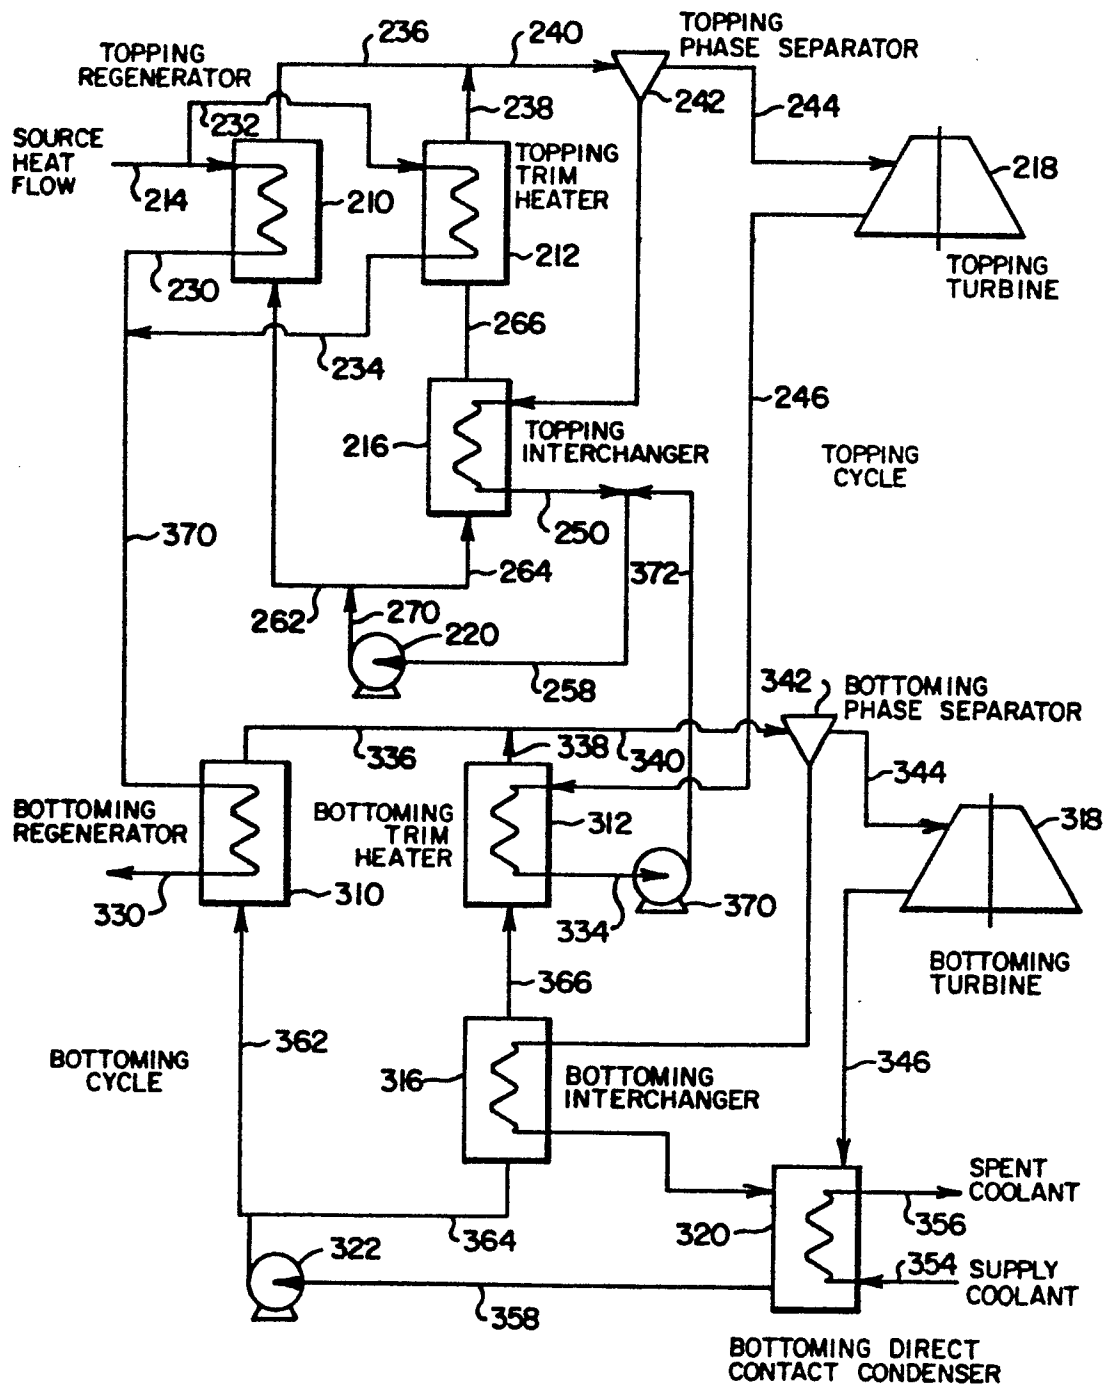 TOPPING
PHASE SEPARATOR
236
240
TOPPING
REGENERATOR
242
244
232
238
SOURCE
HEAT
FLOW
TOPPING
TRIM
HEATER
218
214
210
212
230
TOPPING
TURBINE
266
234
246
216
TOPPING
INTERCHANGER
TOPPING
CYCLE
370
250
264
372
262
270
220
258
342
BOTTOMING
PHASE SEPARATOR
336
338
340
344
BOTTOMING
REGENERATOR
BOTTOMING
TRIM
HEATER
312
318
330
310
334
370
BOTTOMING
TURBINE
366
362
BOTTOMING
CYCLE
316
BOTTOMING
INTERCHANGER
346
SPENT
COOLANT
356
320
364
322
354
SUPPLY
COOLANT
358
BOTTOMING DIRECT
CONTACT CONDENSER